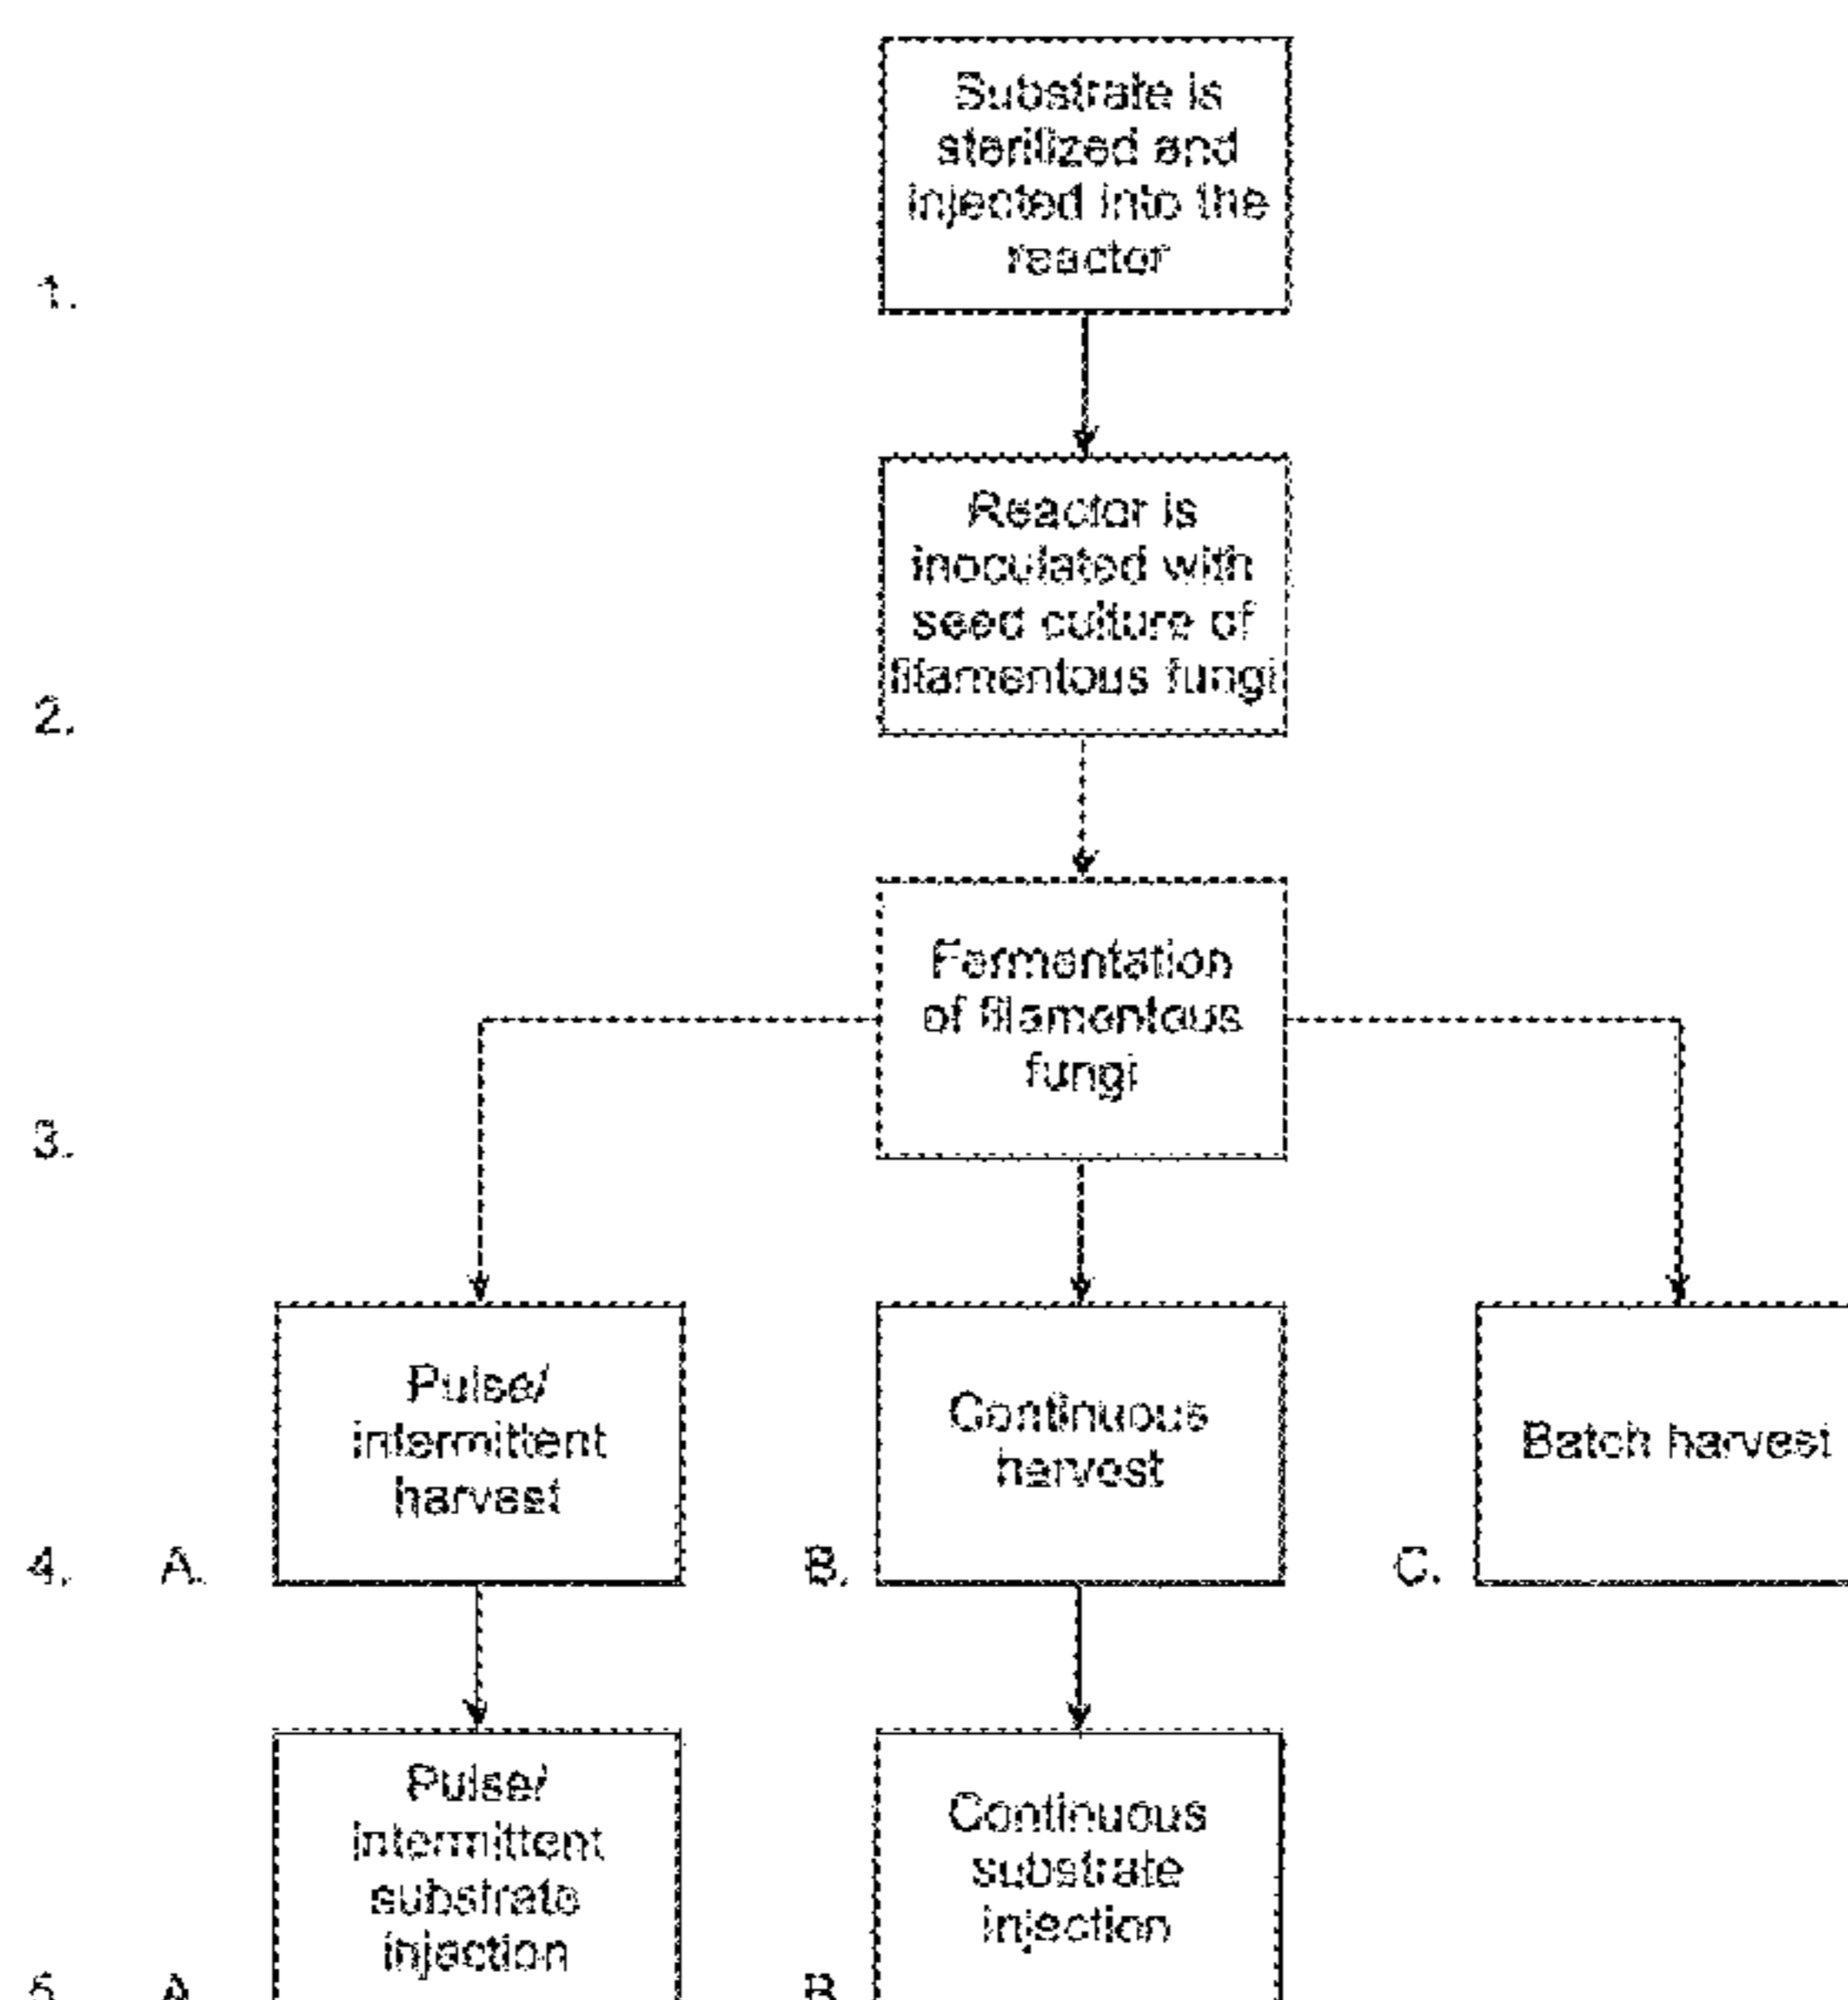 Substrate is
sterilized and
injected into the
reactor
1.
Reactor is
inoculated with
seed culture of
filamentous fungi
2.
Fermentation
of filamentous
fungi
3.
Pulse/
intermittent
harvest
Continuous
harvest
Batch harvest
4. A. B. C.
Pulse/
intermittent
substrate
injection
Continuous
substrate
injection
5 A B